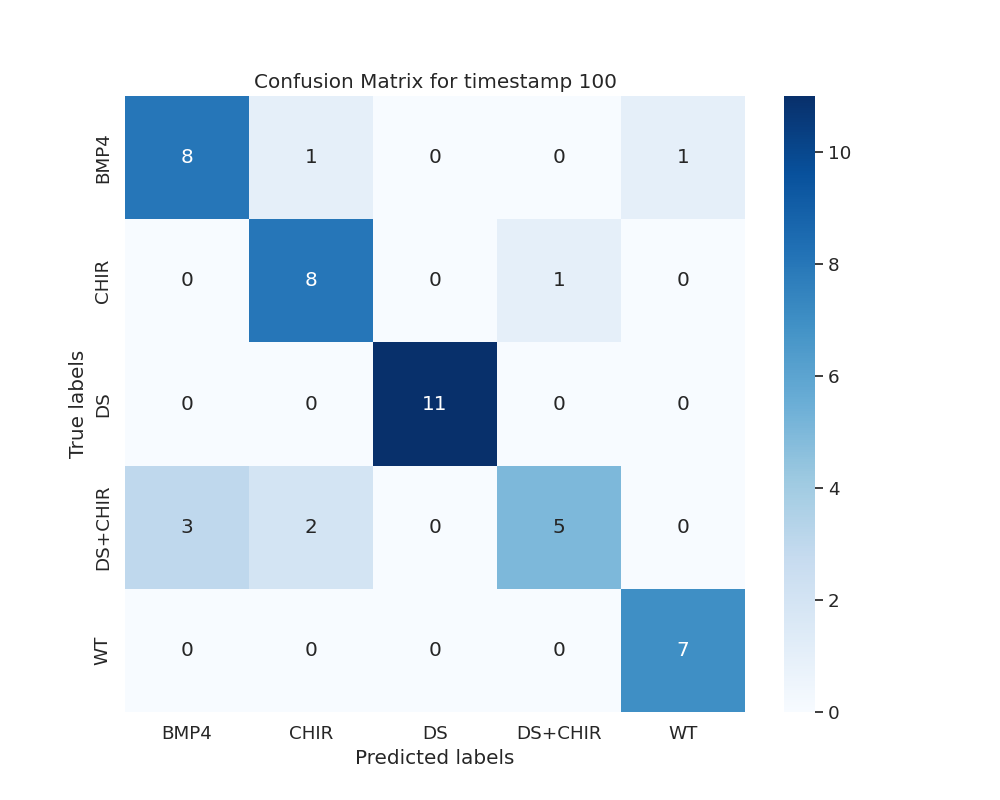 Confusion Matrix for timestamp 100
True labels
BMP4 8 1 0 0 1
CHIR 0 8 0 1 0
DS 0 0 11 0 0
DS+CHIR 3 2 0 5 0
WT 0 0 0 0 7
BMP4 CHIR DS DS+CHIR WT
Predicted labels
10
8
6
4
2
0